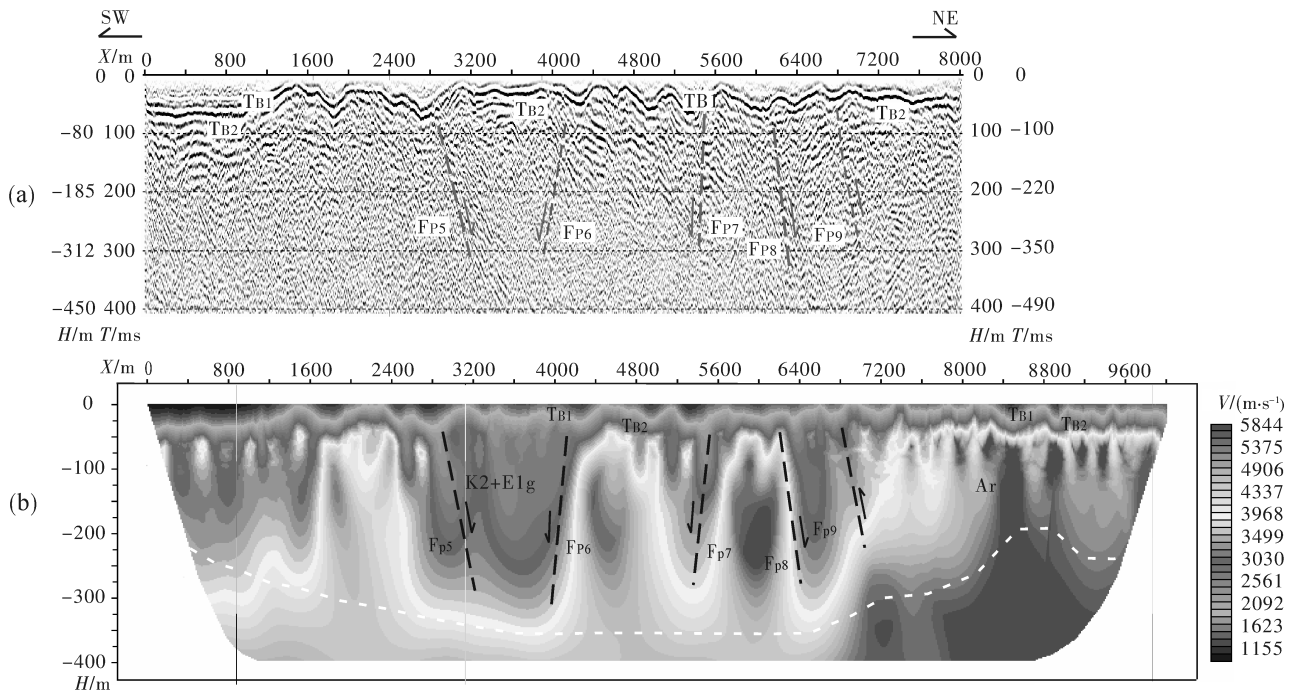 (a)
SW NE
X/m 0 800 1600 2400 3200 4000 4800 5600 6400 7200 8000
0 0 0 0
TB1 TB2 TB1 TB2
TB2
-80 100 100 -100
-185 200 200 -220
FP5 FP6 FP7 FP8 FP9
-312 300 300 -350
-450 400 400 -490
H/m T/ms H/m T/ms
(b)
X/m 0 800 1600 2400 3200 4000 4800 5600 6400 7200 8000 8800 9600
0
-100
-200
-300
-400
H/m
TB1 TB2 TB1 TB2
K2+E1g Ar
Fp5 FP6 Fp7 Fp8 Fp9
V/(m·s⁻¹)
5844
5375
4906
4337
3968
3499
3030
2561
2092
1623
1155